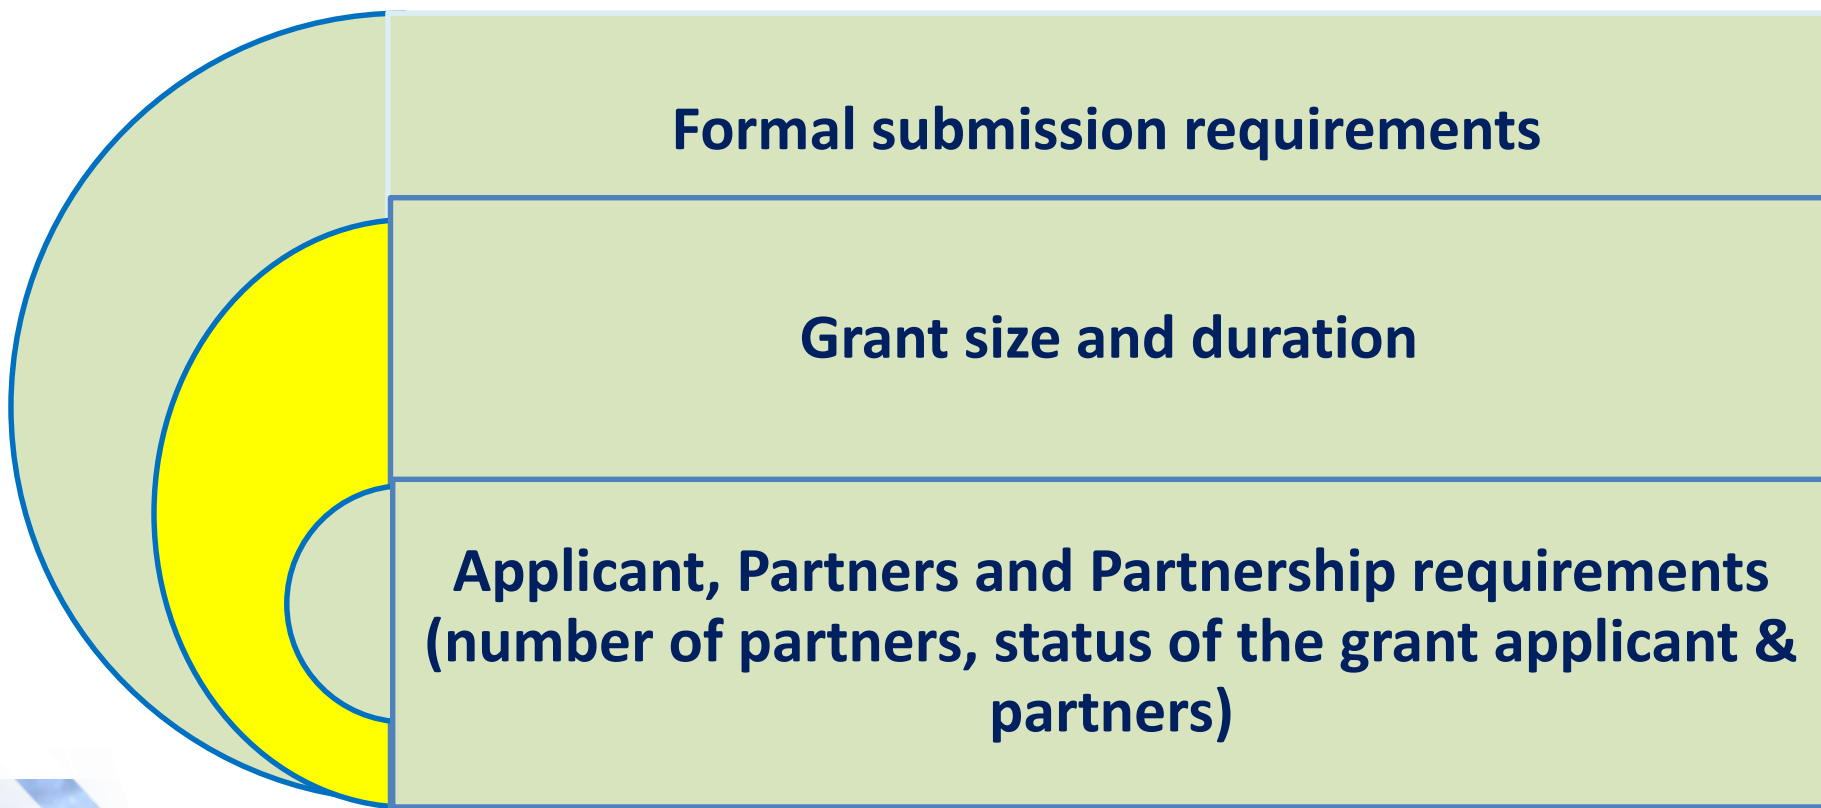 Formal submission requirements
Grant size and duration
Applicant, Partners and Partnership requirements
(number of partners, status of the grant applicant &
partners)